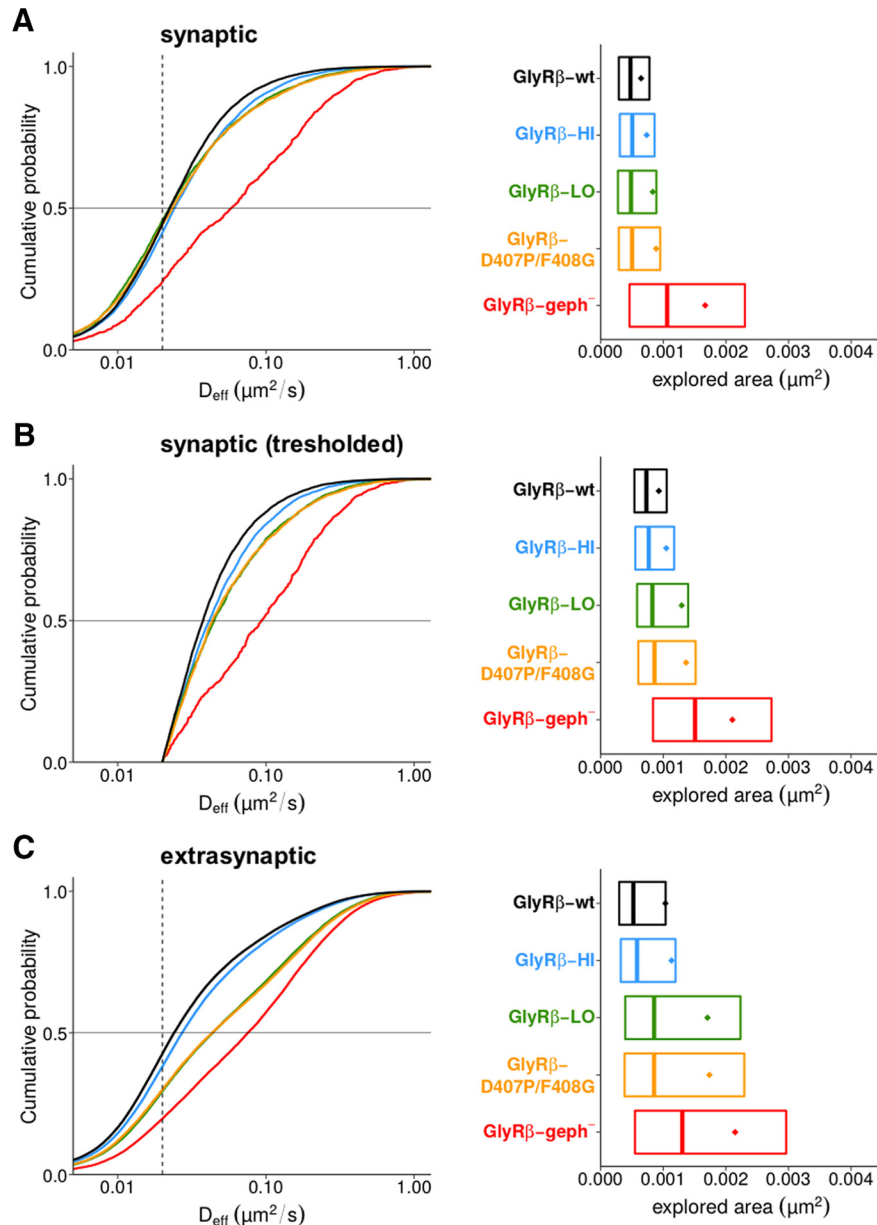 A
synaptic
1.0
0.5
0.0
Cumulative probability
0.01 0.10 1.00
Deff (μm²/s)
GlyRβ−wt
GlyRβ−HI
GlyRβ−LO
GlyRβ−
D407P/F408G
GlyRβ−geph⁻
0.000 0.001 0.002 0.003 0.004
explored area (μm²)
B
synaptic (tresholded)
1.0
0.5
0.0
Cumulative probability
0.01 0.10 1.00
Deff (μm²/s)
GlyRβ−wt
GlyRβ−HI
GlyRβ−LO
GlyRβ−
D407P/F408G
GlyRβ−geph⁻
0.000 0.001 0.002 0.003 0.004
explored area (μm²)
C
extrasynaptic
1.0
0.5
0.0
Cumulative probability
0.01 0.10 1.00
Deff (μm²/s)
GlyRβ−wt
GlyRβ−HI
GlyRβ−LO
GlyRβ−
D407P/F408G
GlyRβ−geph⁻
0.000 0.001 0.002 0.003 0.004
explored area (μm²)